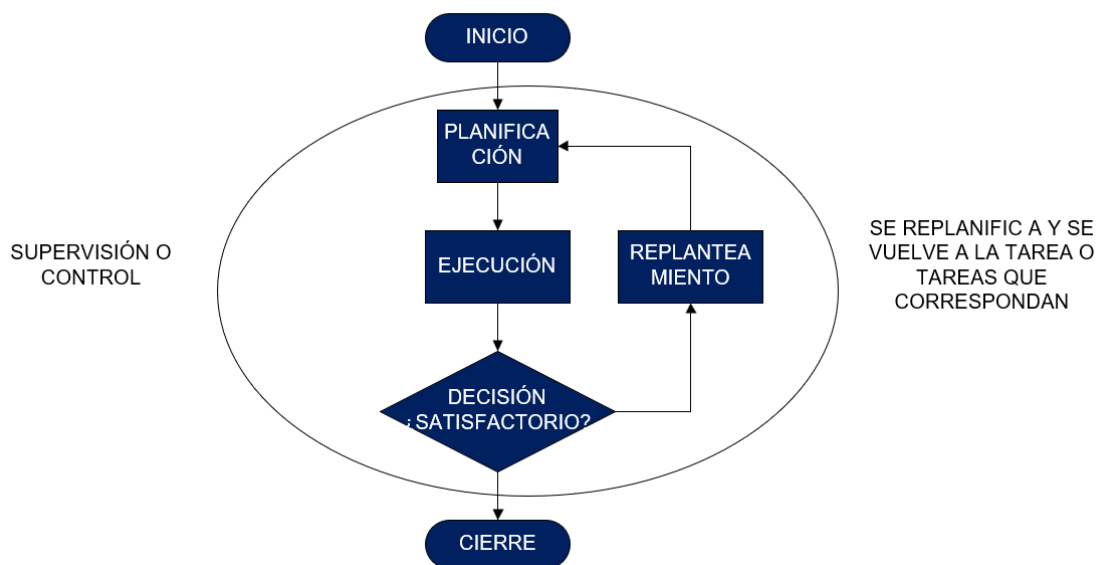 INICIO
PLANIFICA
CIÓN
SUPERVISIÓN O
CONTROL
EJECUCIÓN
REPLANTEA
MIENTO
SE REPLANIFIC A Y SE
VUELVE A LA TAREA O
TAREAS QUE
CORRESPONDAN
DECISIÓN
¿SATISFACTORIO?
CIERRE